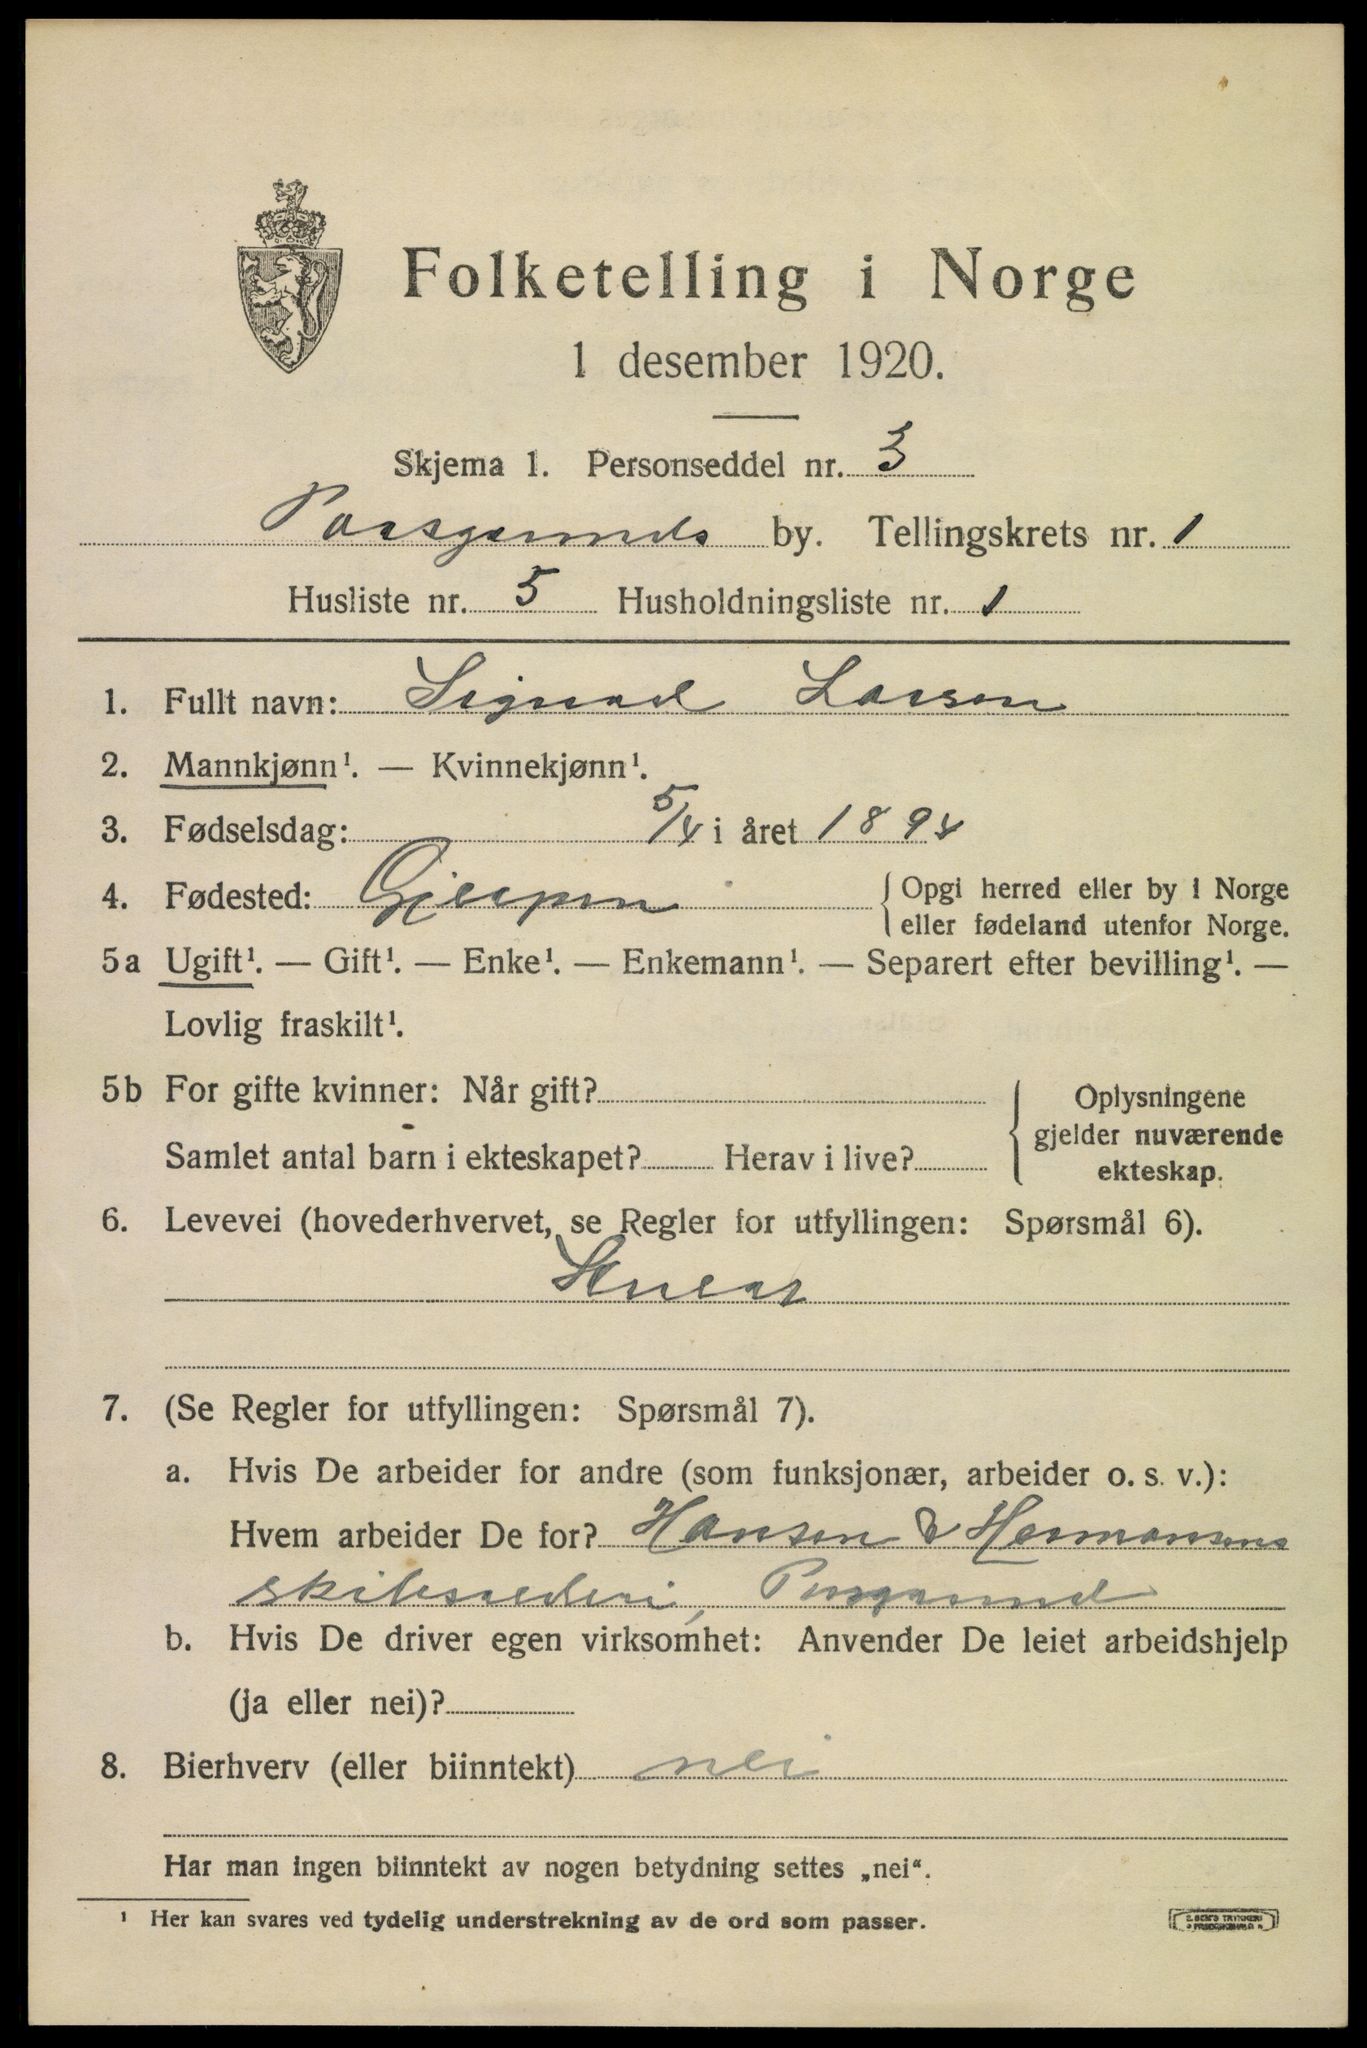 Folketelling i Norge
1 desember 1920.
Skjema 1. Personseddel nr. 3
Porsgrunds by. Tellingskrets nr. 1
Husliste nr. 5 Husholdningsliste nr. 1
1. Fullt navn: Sigurd Larsen
2. Mannkjønn¹. — Kvinnekjønn¹.
3. Fødselsdag: 5/4 i året 1894
4. Fødested: Gjerpen { Opgi herred eller by i Norge
eller fødeland utenfor Norge.
5a Ugift¹. — Gift¹. — Enke¹. — Enkemann¹. — Separert efter bevilling¹. —
Lovlig fraskilt¹.
5b For gifte kvinner: Når gift? { Oplysningene
gjelder nuværende
Samlet antal barn i ekteskapet? Herav i live?
ekteskap.
6. Levevei (hovederhvervet, se Regler for utfyllingen: Spørsmål 6).
Stuert
7. (Se Regler for utfyllingen: Spørsmål 7).
a. Hvis De arbeider for andre (som funksjonær, arbeider o. s. v.):
Hvem arbeider De for? Hansen & Hermansens
skibsrederi, Porsgrund
b. Hvis De driver egen virksomhet: Anvender De leiet arbeidshjelp
(ja eller nei)?
8. Bierhverv (eller biinntekt) nei
Har man ingen biinntekt av nogen betydning settes „nei“.
¹ Her kan svares ved tydelig understrekning av de ord som passer.